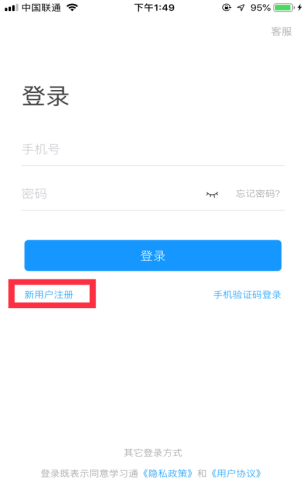 中国联通 下午1:49 95%
客服
登录
手机号
密码 忘记密码?
登录
新用户注册 手机验证码登录
其它登录方式
登录既表示同意学习通《隐私政策》和《用户协议》